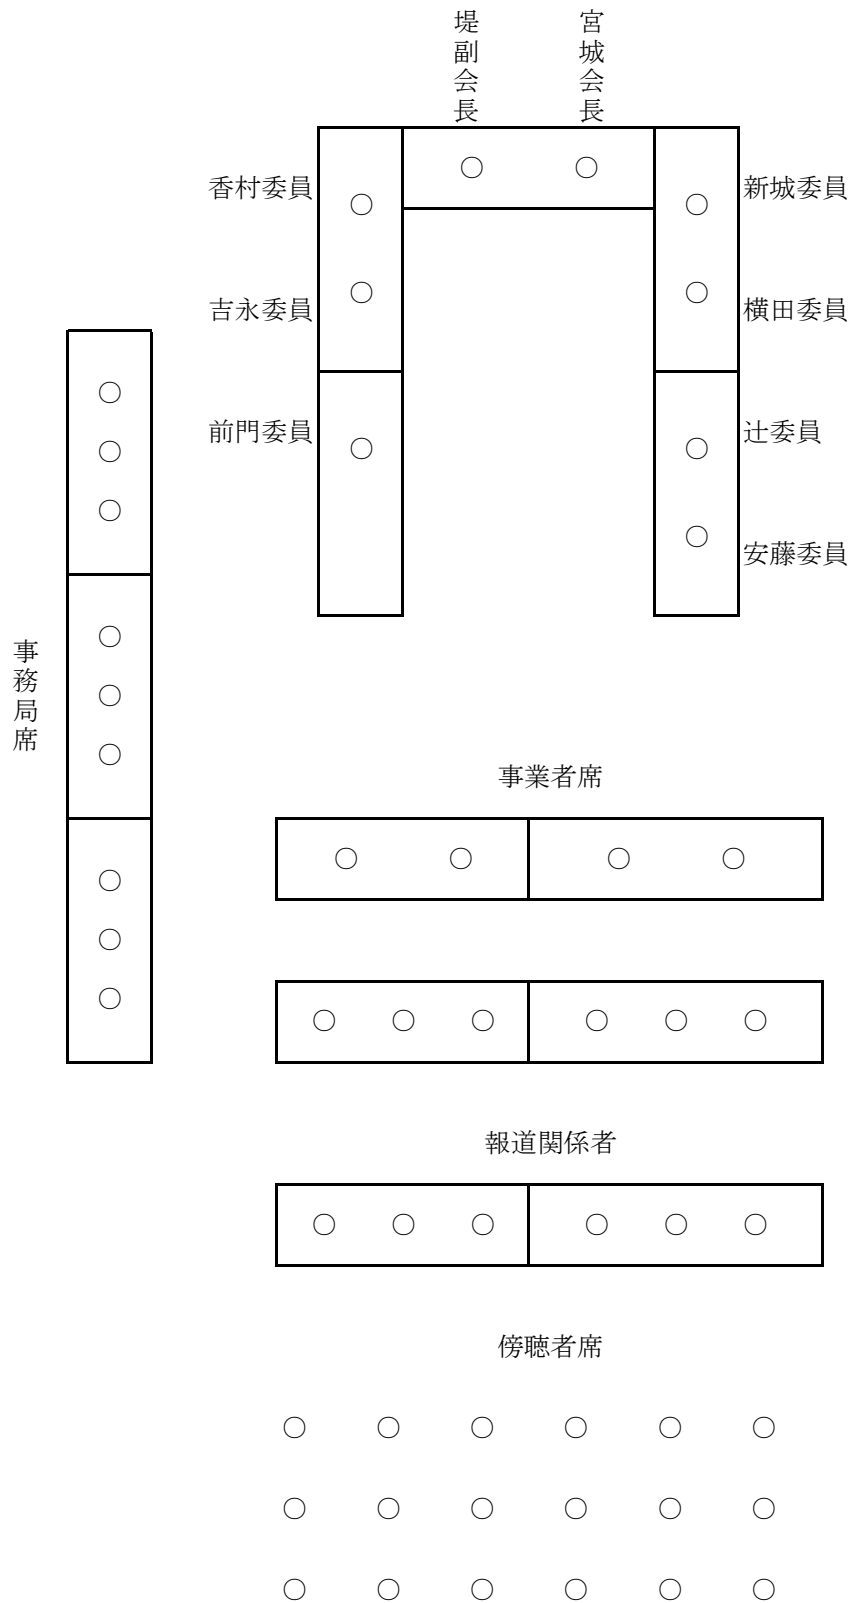 堤副会長
宮城会長
香村委員
新城委員
吉永委員
横田委員
前門委員
辻委員
安藤委員
事務局席
事業者席
報道関係者
傍聴者席